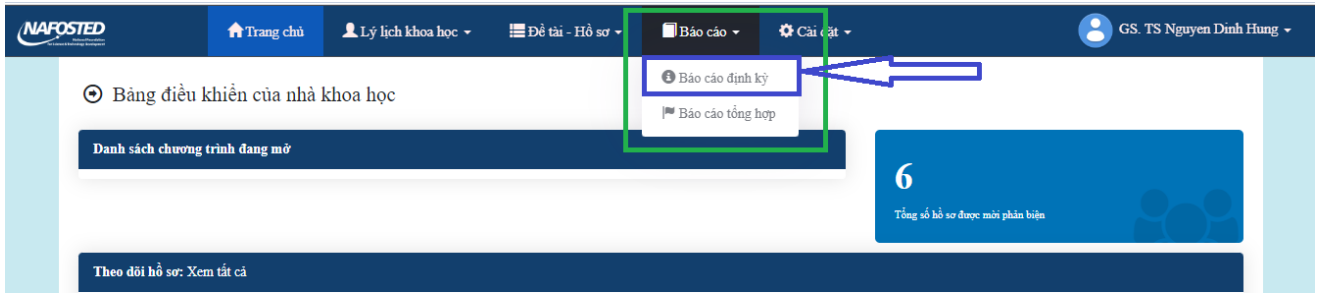 NAFOSTED
Trang chủ
Lý lịch khoa học
Đề tài - Hồ sơ
Báo cáo
Cài đặt
GS. TS Nguyen Dinh Hung
Báo cáo định kỳ
Báo cáo tổng hợp
Bảng điều khiển của nhà khoa học
Danh sách chương trình đang mở
6
Tổng số hồ sơ được mời phản biện
Theo dõi hồ sơ: Xem tất cả